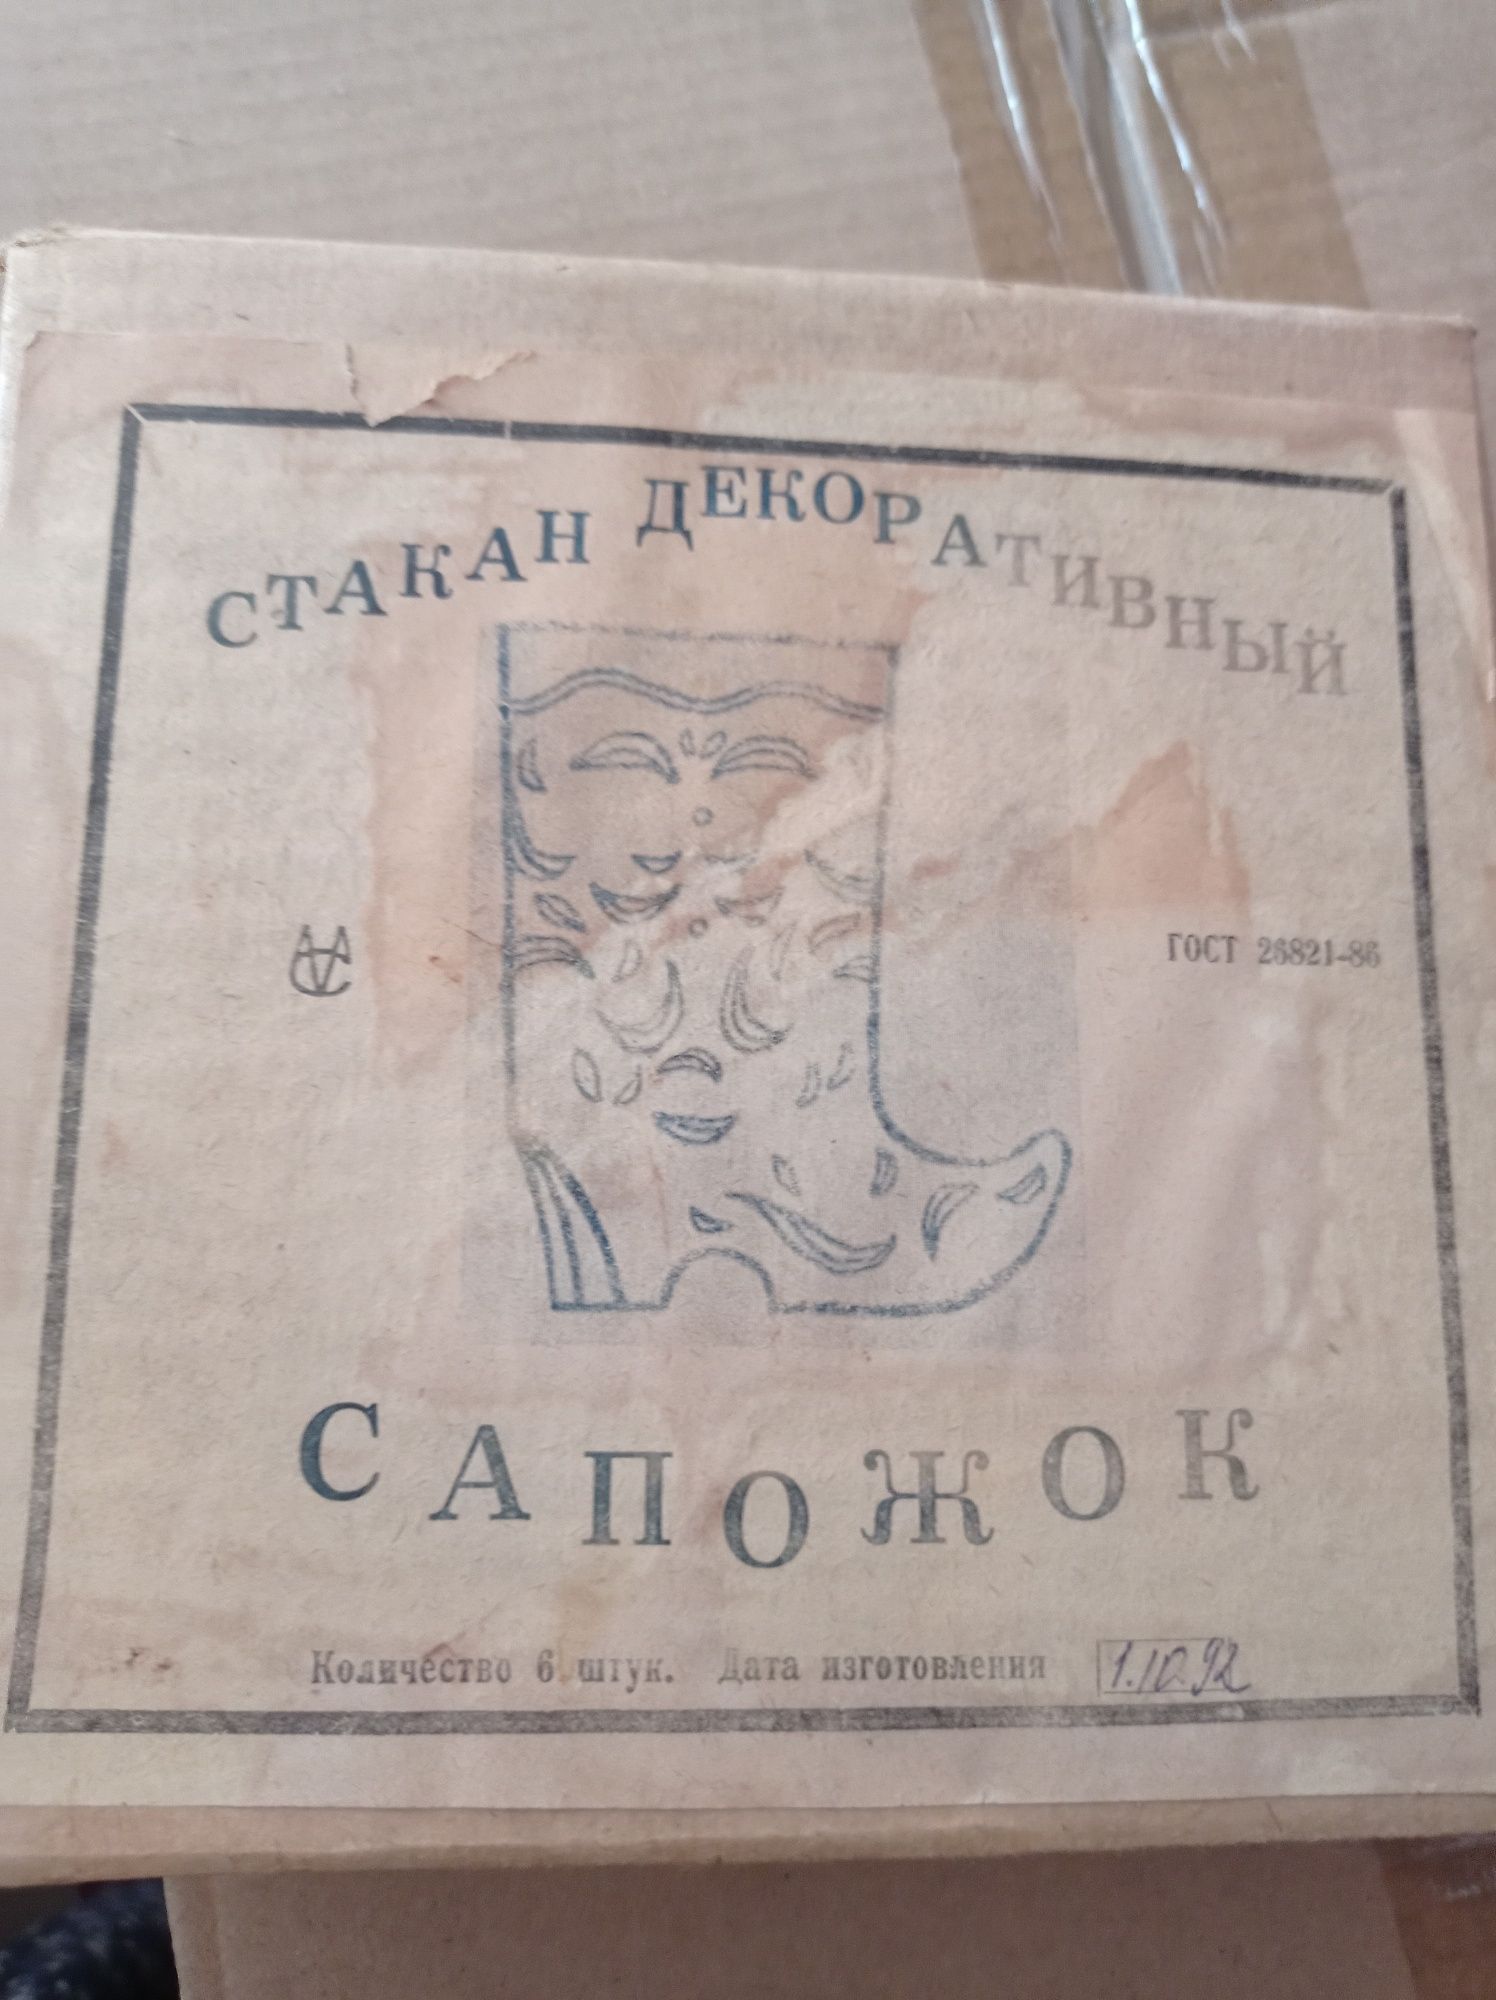 СТАКАН ДЕКОРАТИВНЫЙ
ГОСТ 26821-86
САПОЖОК
Количество 6 штук. Дата изготовления 1.10.92